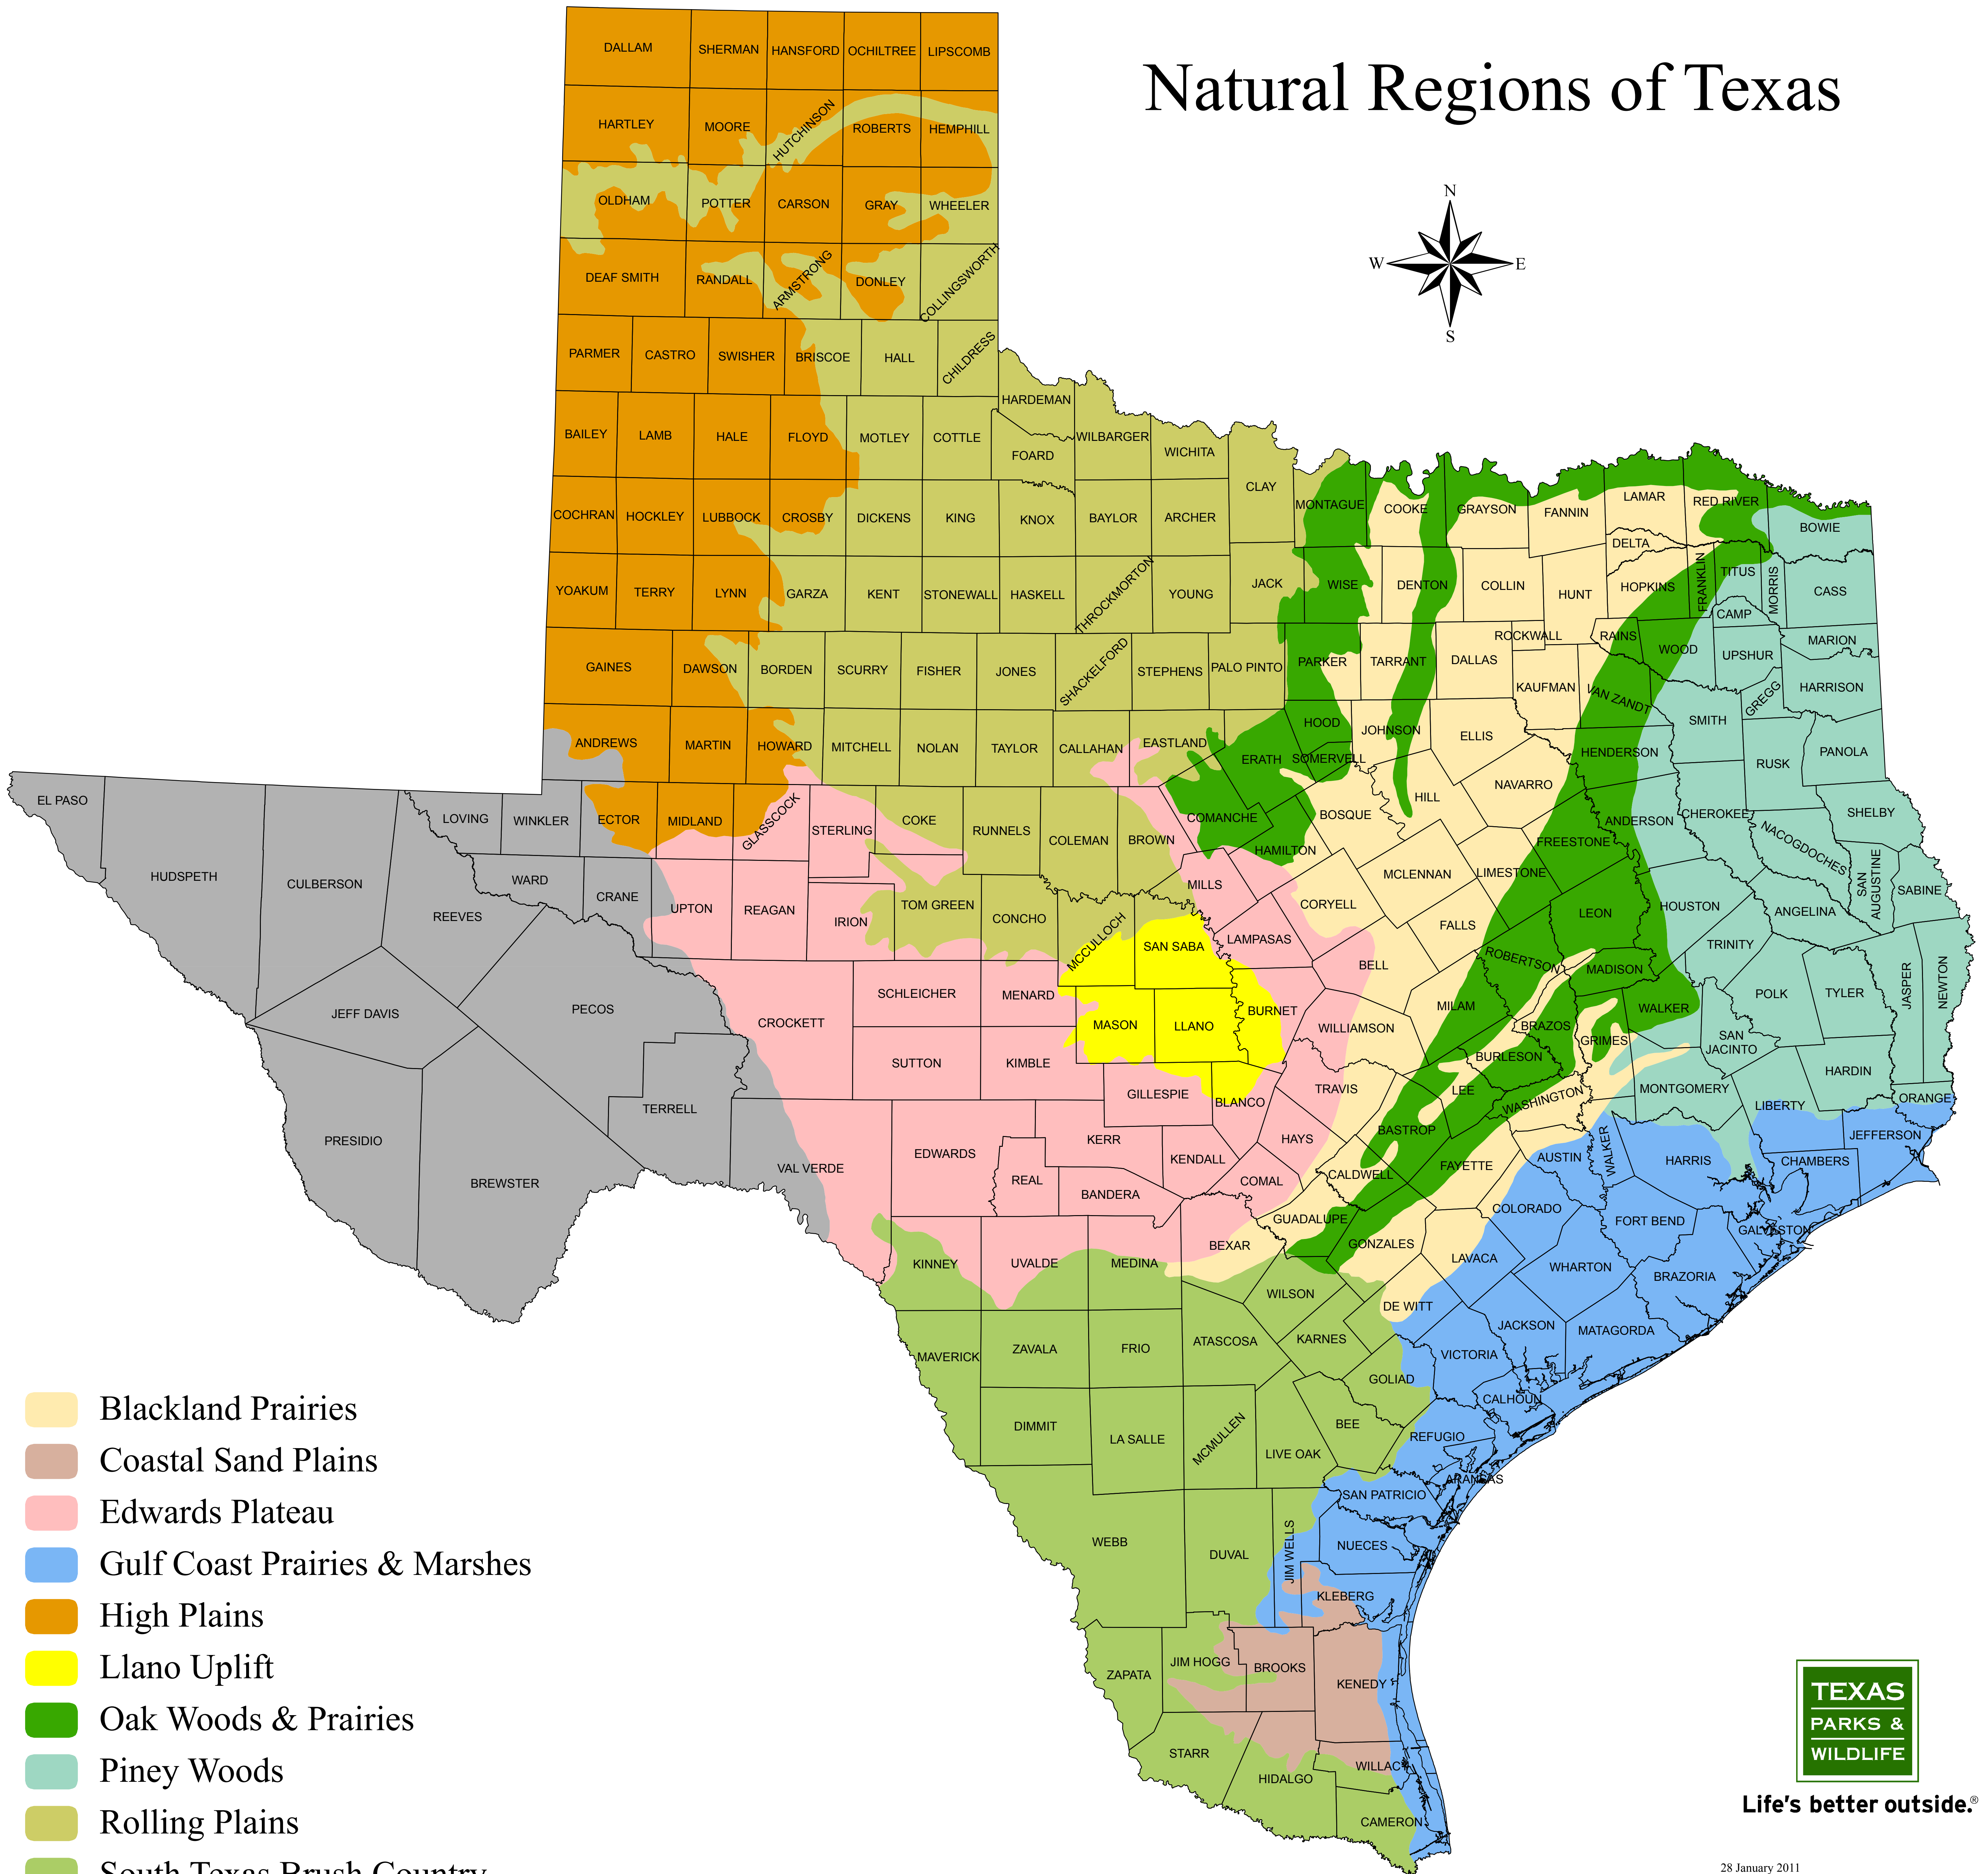 Natural Regions of Texas
N
W
E
S
DALLAM
SHERMAN
HANSFORD
OCHILTREE
LIPSCOMB
HARTLEY
MOORE
HUTCHINSON
ROBERTS
HEMPHILL
OLDHAM
POTTER
CARSON
GRAY
WHEELER
DEAF SMITH
RANDALL
ARMSTRONG
DONLEY
COLLINGSWORTH
PARMER
CASTRO
SWISHER
BRISCOE
HALL
CHILDRESS
HARDEMAN
BAILEY
LAMB
HALE
FLOYD
MOTLEY
COTTLE
FOARD
WILBARGER
WICHITA
CLAY
MONTAGUE
COOKE
GRAYSON
FANNIN
LAMAR
RED RIVER
BOWIE
COCHRAN
HOCKLEY
LUBBOCK
CROSBY
DICKENS
KING
KNOX
BAYLOR
ARCHER
DELTA
YOAKUM
TERRY
LYNN
GARZA
KENT
STONEWALL
HASKELL
THROCKMORTON
YOUNG
JACK
WISE
DENTON
COLLIN
HUNT
HOPKINS
FRANKLIN
TITUS
MORRIS
CASS
CAMP
GAINES
DAWSON
BORDEN
SCURRY
FISHER
JONES
SHACKELFORD
STEPHENS
PALO PINTO
PARKER
TARRANT
DALLAS
ROCKWALL
RAINS
WOOD
UPSHUR
MARION
KAUFMAN
VAN ZANDT
SMITH
GREGG
HARRISON
ANDREWS
MARTIN
HOWARD
MITCHELL
NOLAN
TAYLOR
CALLAHAN
EASTLAND
ERATH
HOOD
SOMERVELL
JOHNSON
ELLIS
HENDERSON
RUSK
PANOLA
EL PASO
HUDSPETH
CULBERSON
REEVES
LOVING
WINKLER
ECTOR
MIDLAND
GLASSCOCK
STERLING
COKE
RUNNELS
COLEMAN
BROWN
COMANCHE
HAMILTON
BOSQUE
HILL
NAVARRO
FREESTONE
ANDERSON
CHEROKEE
NACOGDOCHES
SHELBY
WARD
CRANE
UPTON
REAGAN
IRION
TOM GREEN
CONCHO
MCCULLOCH
SAN SABA
MILLS
LAMPASAS
CORYELL
MCLENNAN
LIMESTONE
FALLS
LEON
HOUSTON
ANGELINA
SAN
AUGUSTINE
SABINE
TRINITY
JEFF DAVIS
PECOS
CROCKETT
SCHLEICHER
MENARD
MASON
LLANO
BURNET
BELL
WILLIAMSON
MILAM
ROBERTSON
MADISON
BRAZOS
GRIMES
WALKER
SAN
JACINTO
POLK
TYLER
JASPER
NEWTON
SUTTON
KIMBLE
GILLESPIE
BLANCO
TRAVIS
LEE
BURLESON
WASHINGTON
MONTGOMERY
LIBERTY
HARDIN
ORANGE
PRESIDIO
BREWSTER
TERRELL
VAL VERDE
EDWARDS
KERR
REAL
BANDERA
KENDALL
HAYS
COMAL
CALDWELL
BASTROP
FAYETTE
AUSTIN
WALKER
HARRIS
CHAMBERS
JEFFERSON
KINNEY
UVALDE
MEDINA
BEXAR
GUADALUPE
GONZALES
LAVACA
COLORADO
FORT BEND
GALVESTON
WHARTON
BRAZORIA
MAVERICK
ZAVALA
FRIO
ATASCOSA
WILSON
KARNES
DE WITT
GOLIAD
VICTORIA
JACKSON
MATAGORDA
CALHOUN
DIMMIT
LA SALLE
MCMULLEN
LIVE OAK
BEE
REFUGIO
ARANSAS
SAN PATRICIO
WEBB
DUVAL
JIM WELLS
NUECES
KLEBERG
ZAPATA
JIM HOGG
BROOKS
KENEDY
STARR
HIDALGO
WILLACY
CAMERON
Blackland Prairies
Coastal Sand Plains
Edwards Plateau
Gulf Coast Prairies & Marshes
High Plains
Llano Uplift
Oak Woods & Prairies
Piney Woods
Rolling Plains
South Texas Brush Country
TEXAS
PARKS &
WILDLIFE
Life's better outside.®
28 January 2011